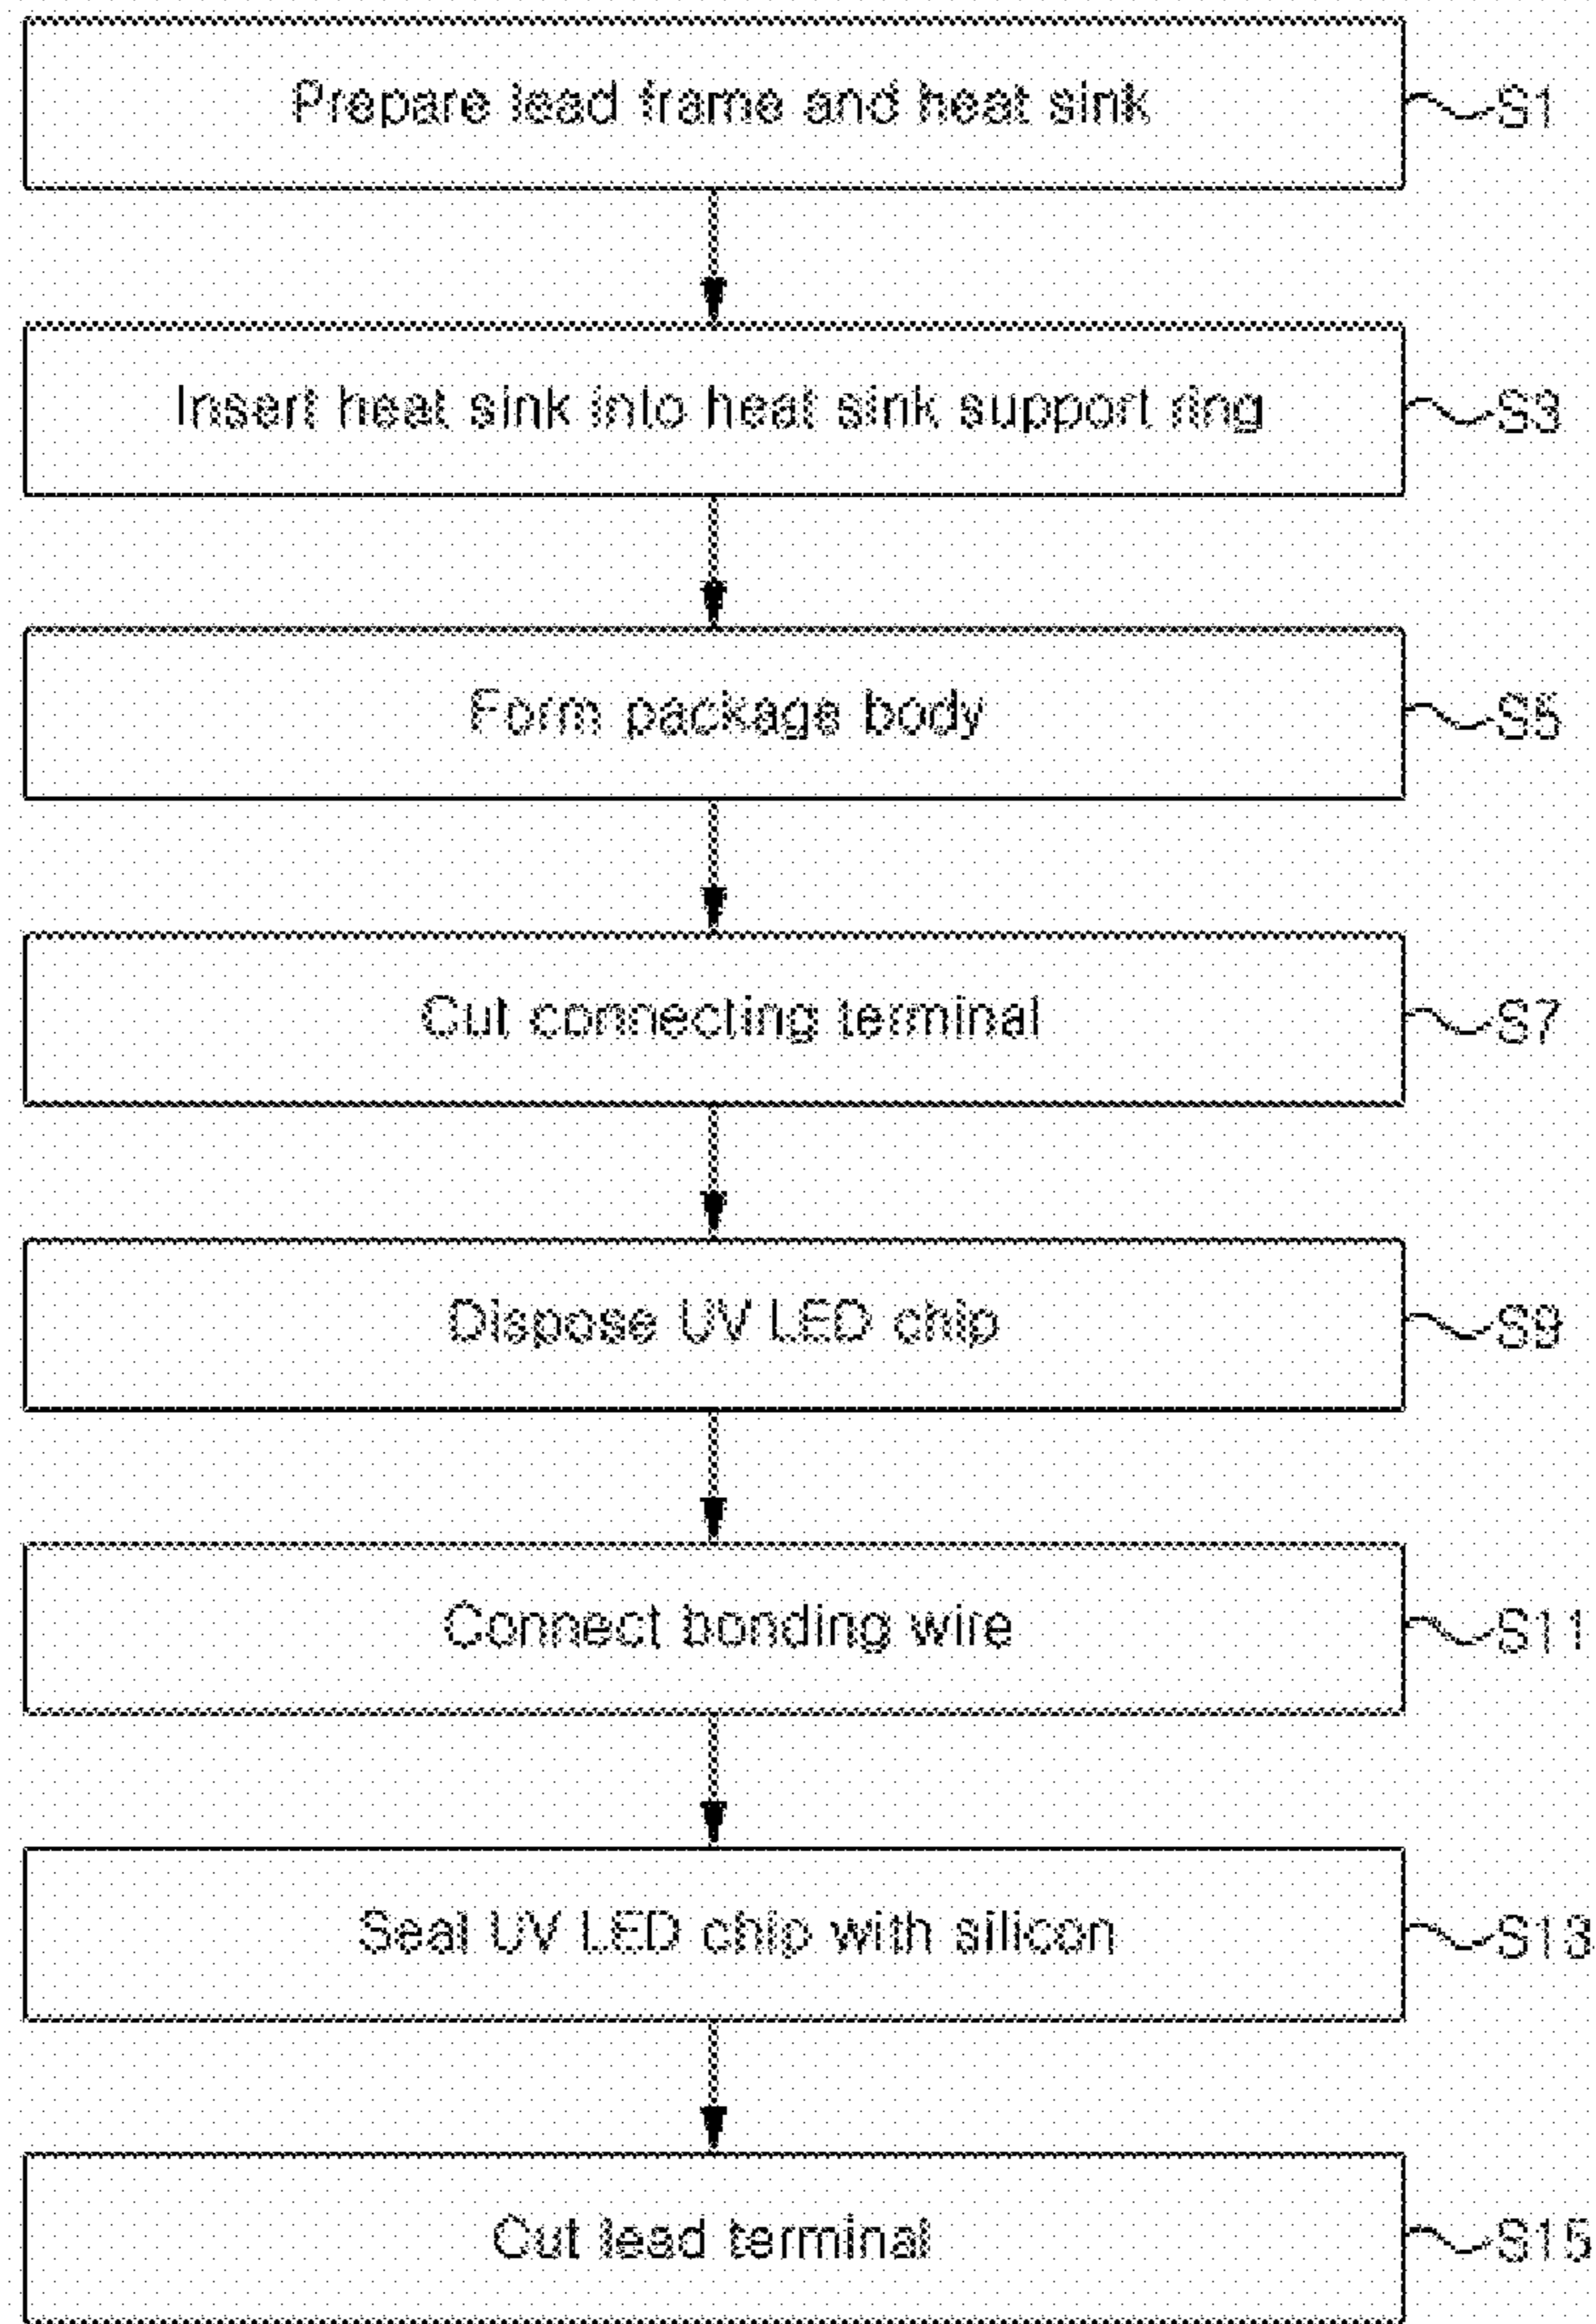 Prepare lead frame and heat sink
S1
Insert heat sink into heat sink support ring
S3
Form package body
S5
Cut connecting terminal
S7
Dispose UV LED chip
S9
Connect bonding wire
S11
Seal UV LED chip with silicon
S13
Cut lead terminal
S15